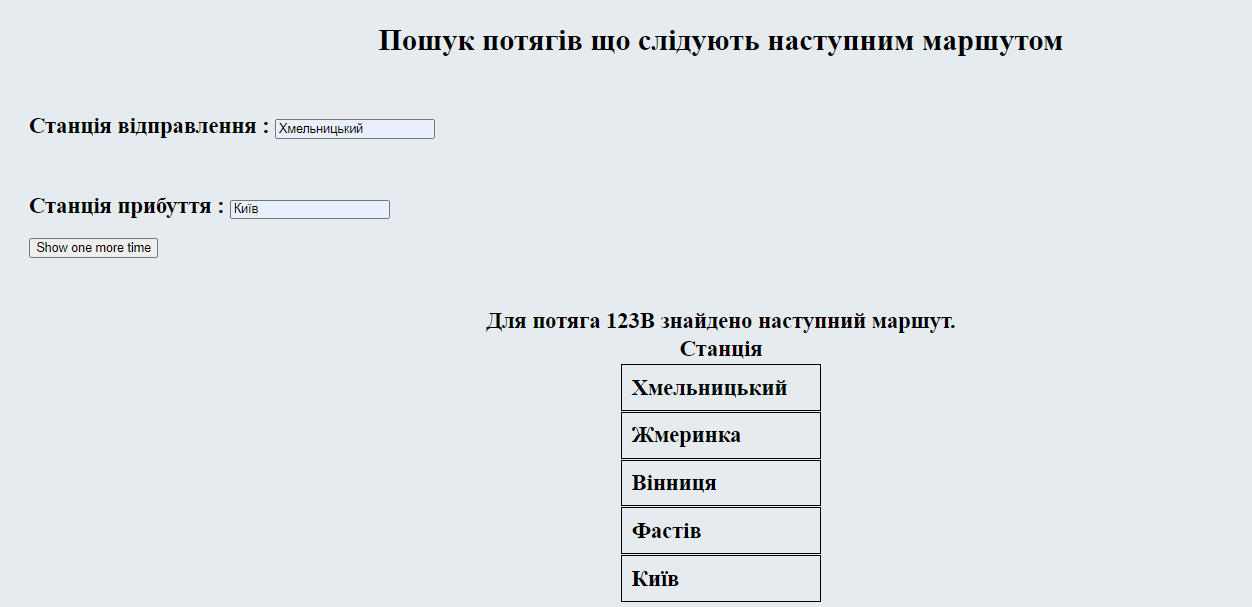 Пошук потягів що слідують наступним маршутом
Станція відправлення : Хмельницький
Станція прибуття : Київ
Show one more time
Для потяга 123В знайдено наступний маршут.
Станція
Хмельницький
Жмеринка
Вінниця
Фастів
Київ